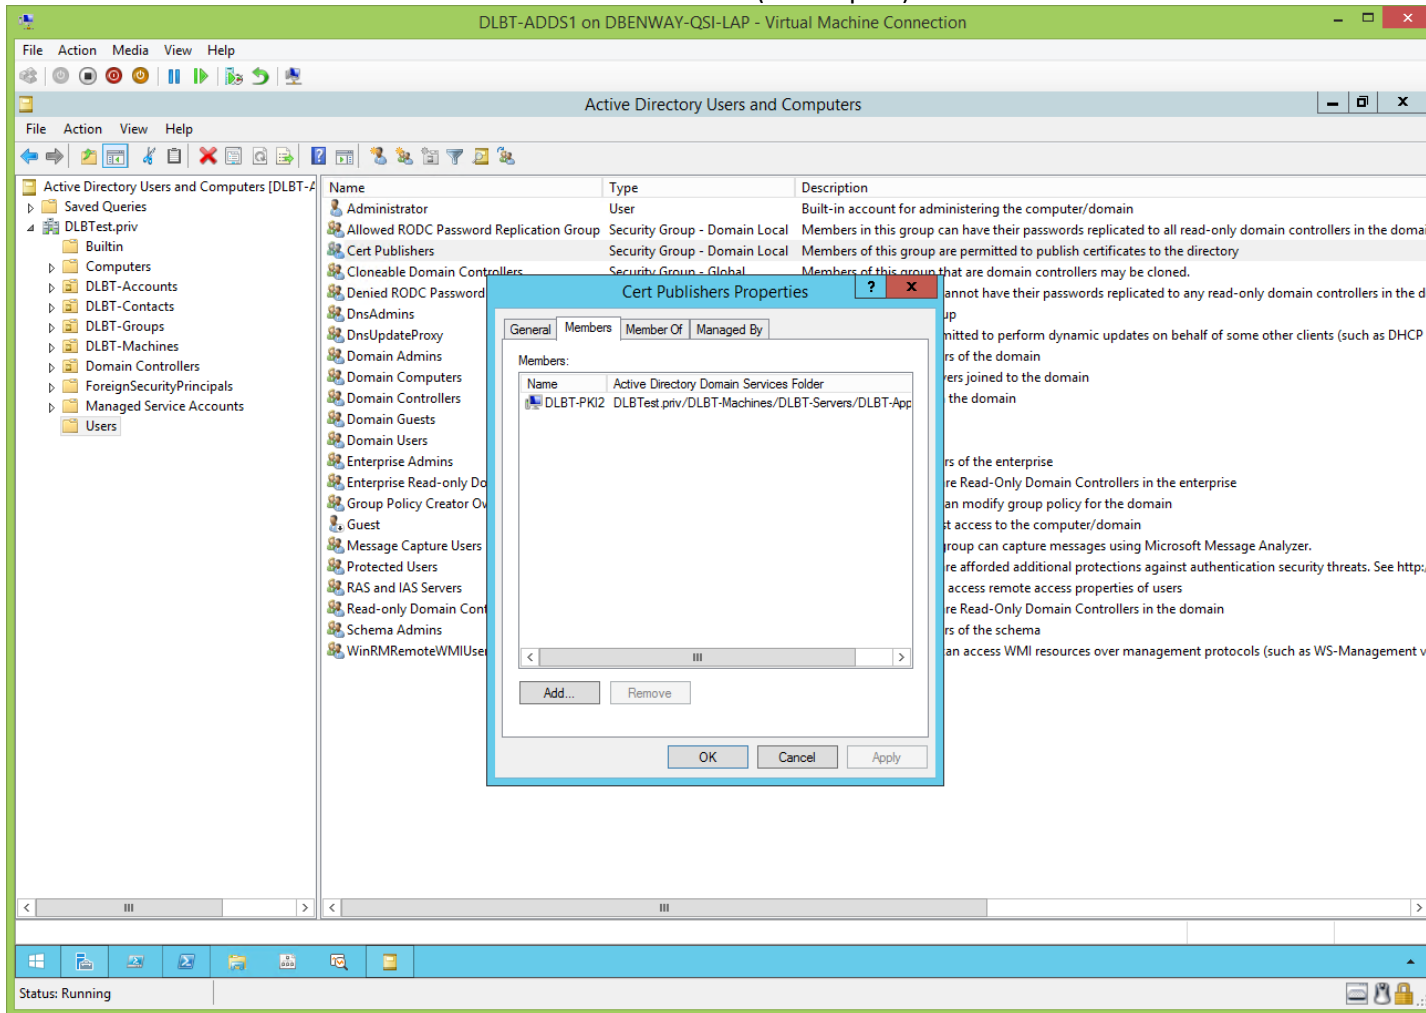 DLBT-ADDS1 on DBENWAY-QSI-LAP - Virtual Machine Connection
File Action Media View Help
Active Directory Users and Computers
File Action View Help
Active Directory Users and Computers [DLBT-A
Saved Queries
DLBTest.priv
Builtin
Computers
DLBT-Accounts
DLBT-Contacts
DLBT-Groups
DLBT-Machines
Domain Controllers
ForeignSecurityPrincipals
Managed Service Accounts
Users
Name Type Description
Administrator User Built-in account for administering the computer/domain
Allowed RODC Password Replication Group Security Group - Domain Local Members in this group can have their passwords replicated to all read-only domain controllers in the domai
Cert Publishers Security Group - Domain Local Members of this group are permitted to publish certificates to the directory
Cloneable Domain Controllers Security Group - Global Members of this group that are domain controllers may be cloned.
Denied RODC Password annot have their passwords replicated to any read-only domain controllers in the d
DnsAdmins up
DnsUpdateProxy mitted to perform dynamic updates on behalf of some other clients (such as DHCP
Domain Admins rs of the domain
Domain Computers vers joined to the domain
Domain Controllers the domain
Domain Guests
Domain Users
Enterprise Admins rs of the enterprise
Enterprise Read-only Do re Read-Only Domain Controllers in the enterprise
Group Policy Creator Ov an modify group policy for the domain
Guest st access to the computer/domain
Message Capture Users group can capture messages using Microsoft Message Analyzer.
Protected Users re afforded additional protections against authentication security threats. See http:
RAS and IAS Servers access remote access properties of users
Read-only Domain Cont re Read-Only Domain Controllers in the domain
Schema Admins rs of the schema
WinRMRemoteWMIUse an access WMI resources over management protocols (such as WS-Management v
Cert Publishers Properties
General Members Member Of Managed By
Members:
Name Active Directory Domain Services Folder
DLBT-PKI2 DLBTest.priv/DLBT-Machines/DLBT-Servers/DLBT-App
Add... Remove
OK Cancel Apply
Status: Running